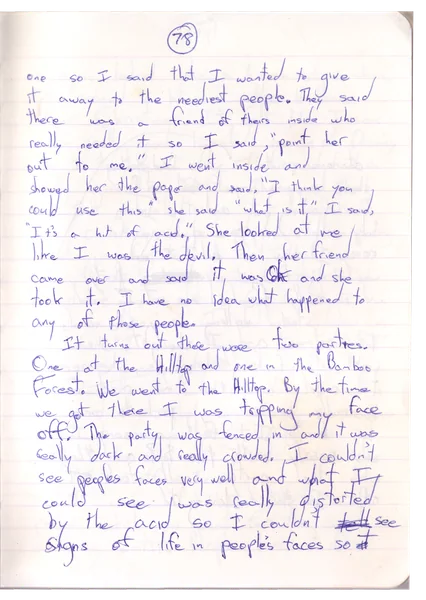 78
one so I said that I wanted to give
it away to the neediest people. They said
there was a friend of theirs inside who
really needed it so I said, "point her
out to me." I went inside and
showed her the paper and said, "I think you
could use this" she said "what is it," I said,
"It's a hit of acid." She looked at me
like I was the devil. Then her friend
came over and said it was OK and she
took it. I have no idea what happened to
any of those people.
It turns out there were two parties.
One at the Hilltop and one in the Bamboo
Forest. We went to the Hilltop. By the time
we got there I was tripping my face
off. The party was fenced in and it was
really dark and really crowded. I couldn't
see peoples faces very well and what I
could see was really distorted
by the acid so I couldn't see
signs of life in people's faces so it